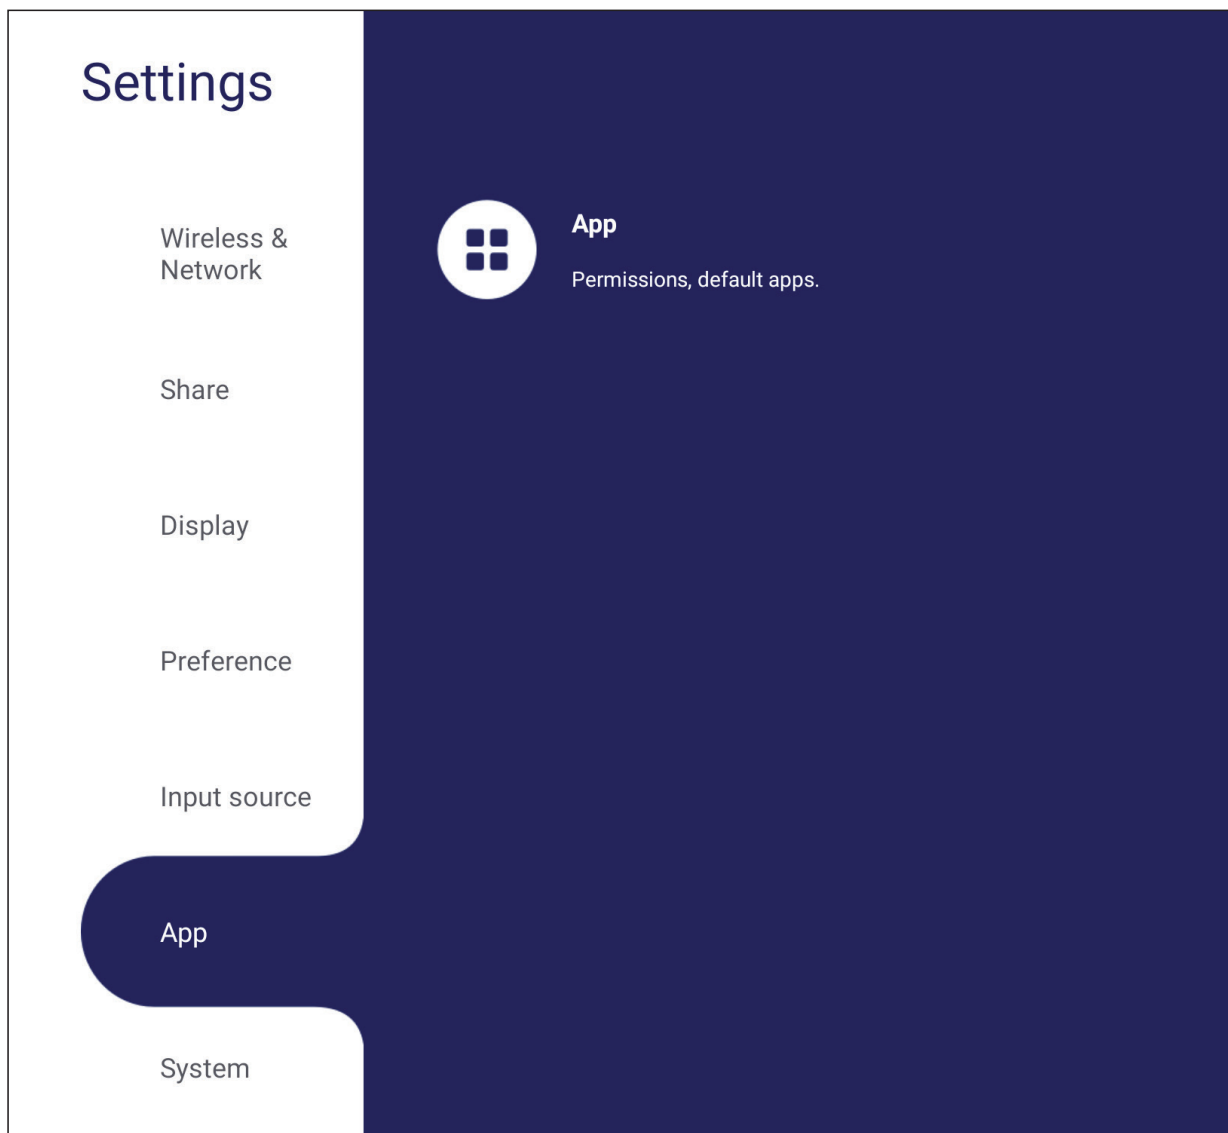 Settings
Wireless &
Network
Share
Display
Preference
Input source
App
System
App
Permissions, default apps.